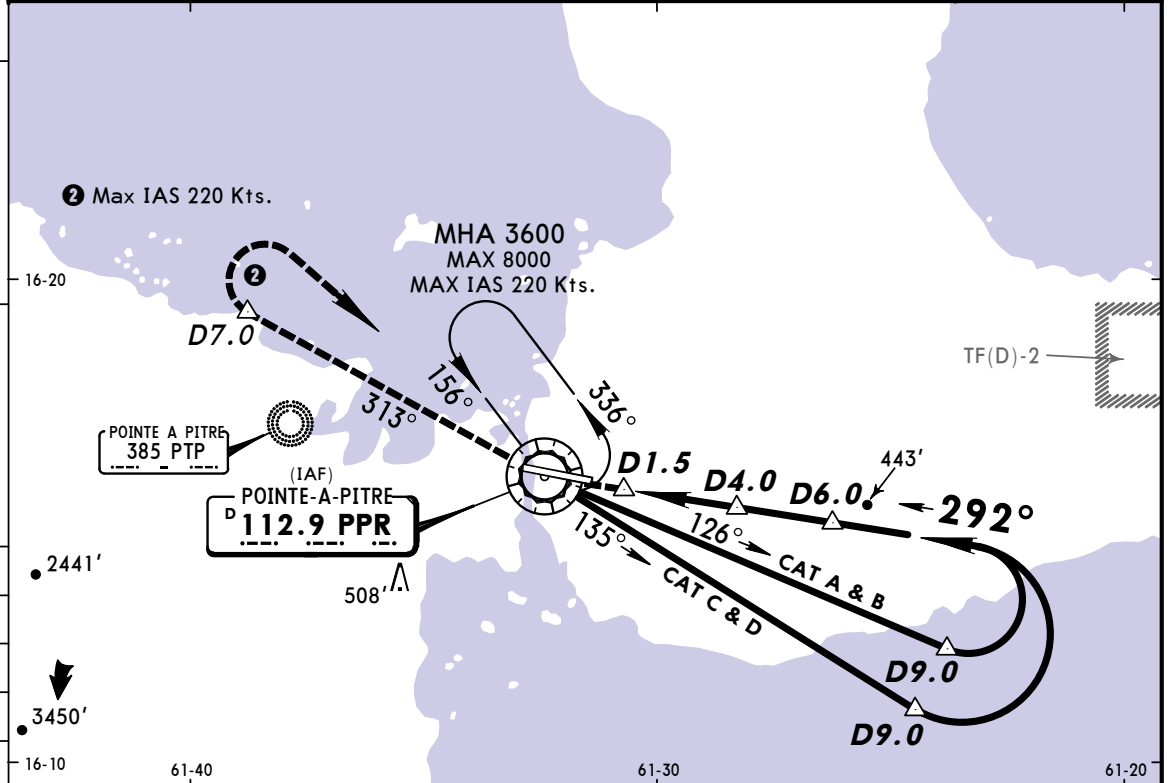 2 Max IAS 220 Kts.
MHA 3600
MAX 8000
MAX IAS 220 Kts.
16-20
2
D7.0
TF(D)-2
156°
313°
336°
POINTE A PITRE
385 PTP
(IAF)
POINTE-A-PITRE
D 112.9 PPR
D1.5
D4.0
D6.0
443'
292°
135°
126°
CAT A & B
CAT C & D
2441'
508'
D9.0
D9.0
3450'
16-10
61-40
61-30
61-20